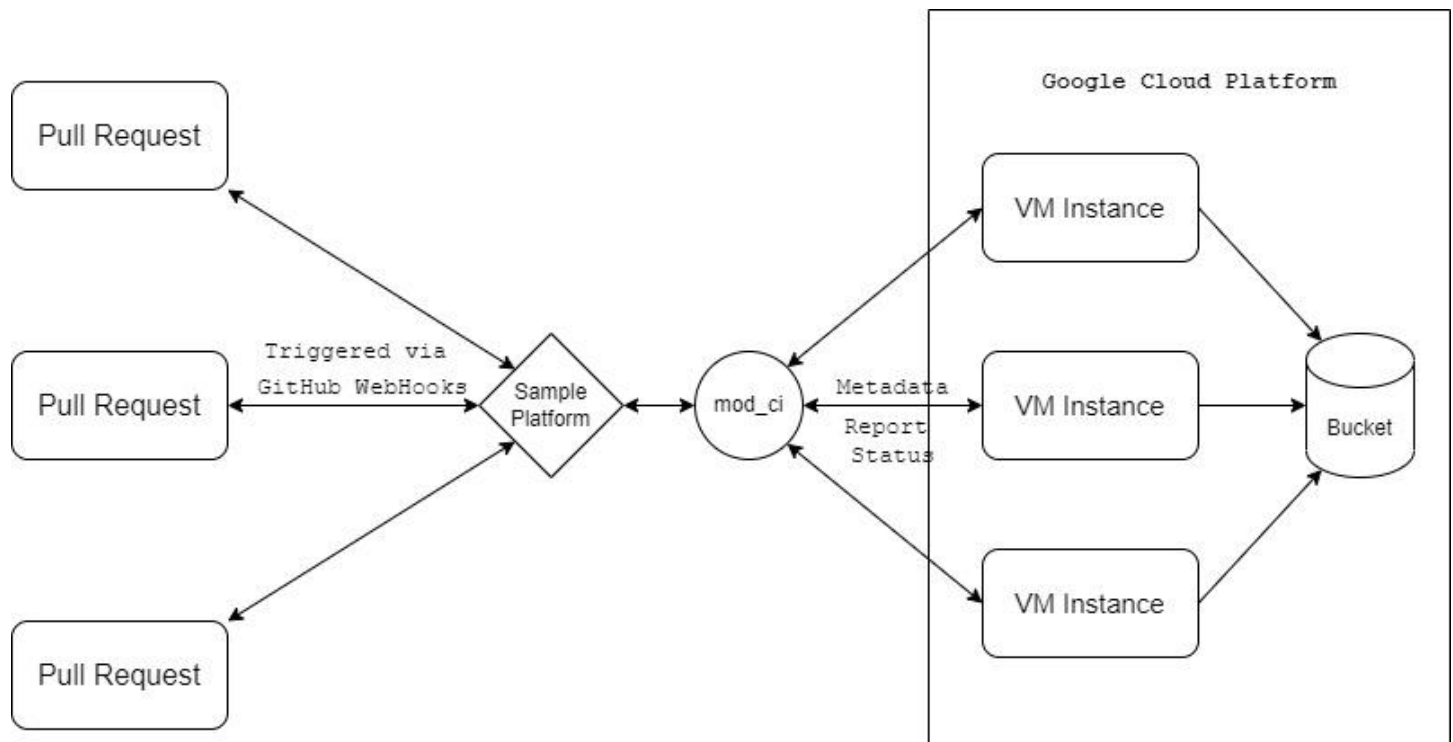 Google Cloud Platform
Pull Request
VM Instance
Triggered via
GitHub WebHooks
Pull Request
Sample
Platform
mod_ci
Metadata
Report
Status
VM Instance
Bucket
VM Instance
Pull Request